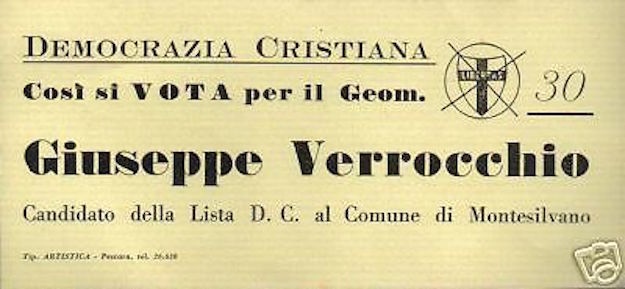 DEMOCRAZIA CRISTIANA
Così si VOTA per il Geom.
LIBERTAS
30
Giuseppe Verrocchio
Candidato della Lista D. C. al Comune di Montesilvano
Tip. ARTISTICA - Pescara, tel. 26.620